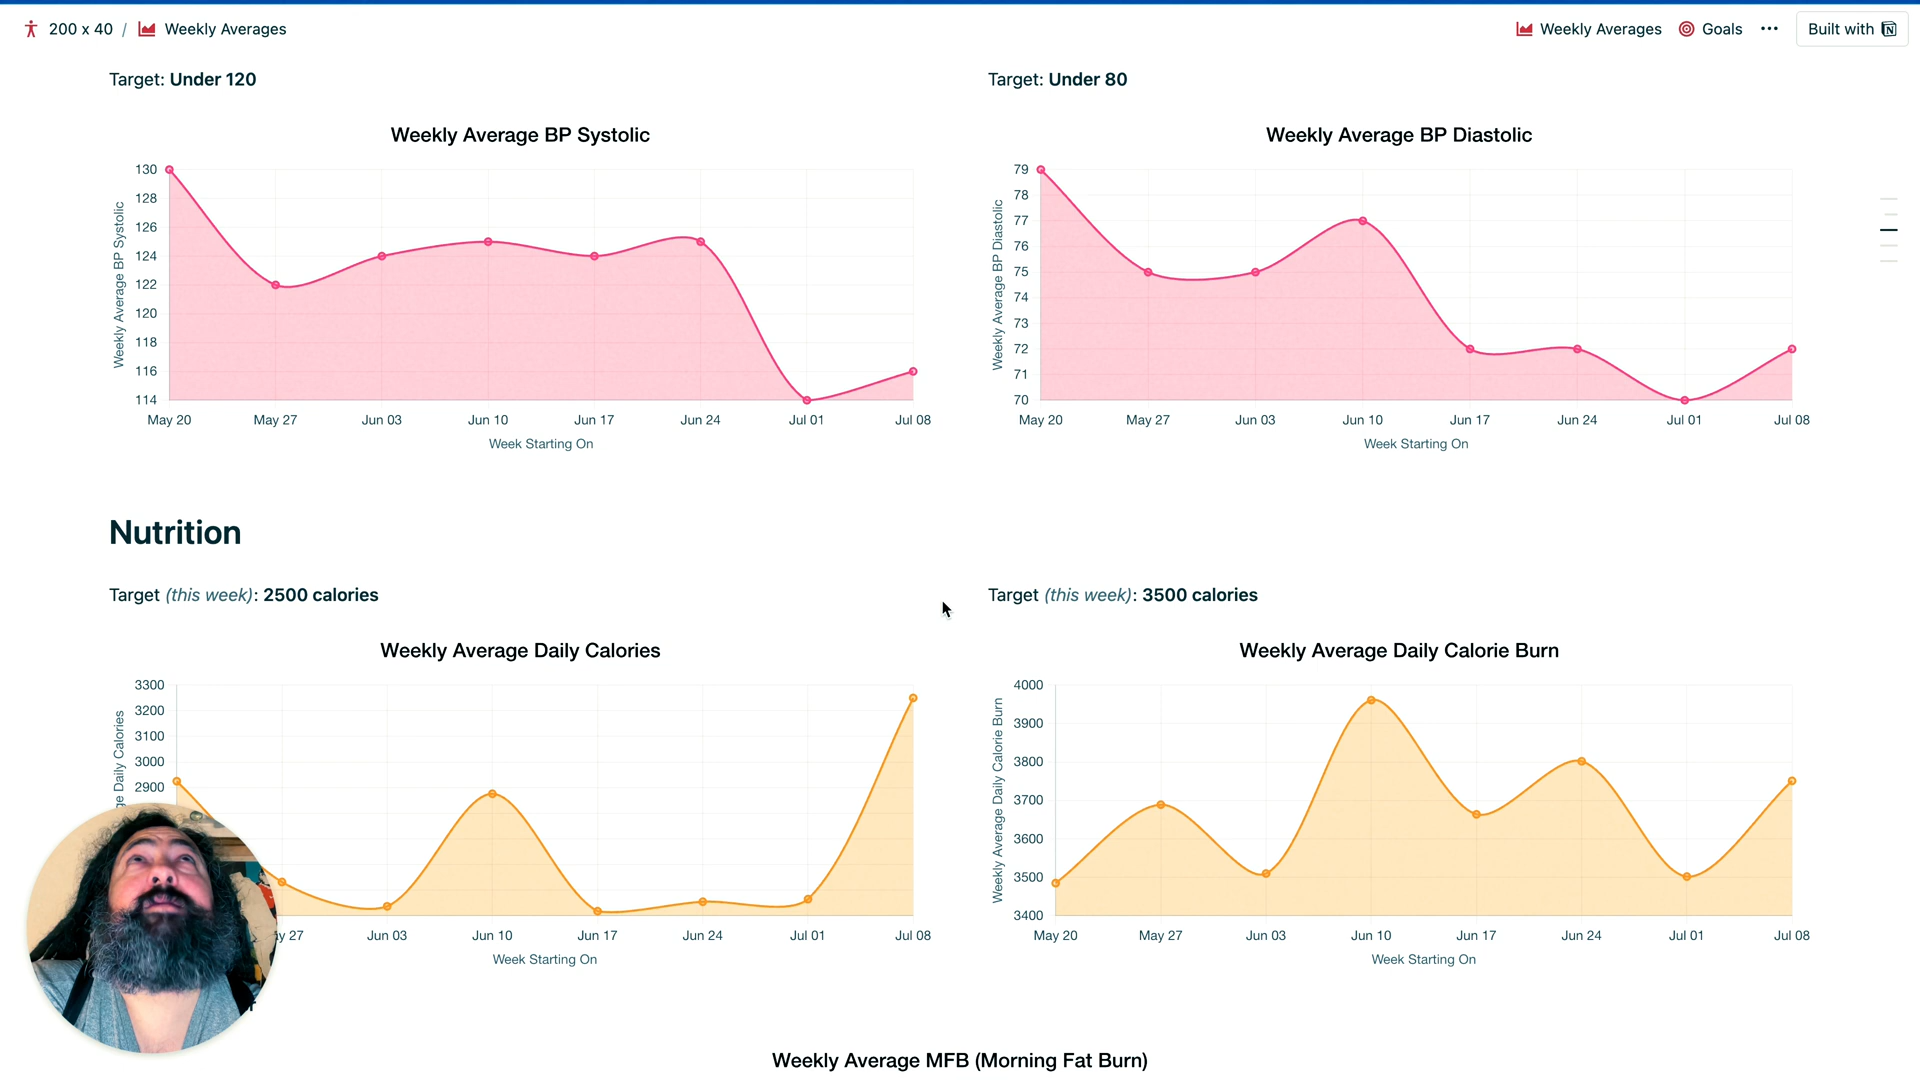 200 x 40 / Weekly Averages
Weekly Averages Goals ••• Built with
Target: Under 120
Target: Under 80
Weekly Average BP Systolic
Weekly Average BP Systolic
130
128
126
124
122
120
118
116
114
May 20 May 27 Jun 03 Jun 10 Jun 17 Jun 24 Jul 01 Jul 08
Week Starting On
Weekly Average BP Diastolic
Weekly Average BP Diastolic
79
78
77
76
75
74
73
72
71
70
May 20 May 27 Jun 03 Jun 10 Jun 17 Jun 24 Jul 01 Jul 08
Week Starting On
Nutrition
Target (this week): 2500 calories
Target (this week): 3500 calories
Weekly Average Daily Calories
ge Daily Calories
3300
3200
3100
3000
2900
27 Jun 03 Jun 10 Jun 17 Jun 24 Jul 01 Jul 08
Week Starting On
Weekly Average Daily Calorie Burn
Weekly Average Daily Calorie Burn
4000
3900
3800
3700
3600
3500
3400
May 20 May 27 Jun 03 Jun 10 Jun 17 Jun 24 Jul 01 Jul 08
Week Starting On
Weekly Average MFB (Morning Fat Burn)